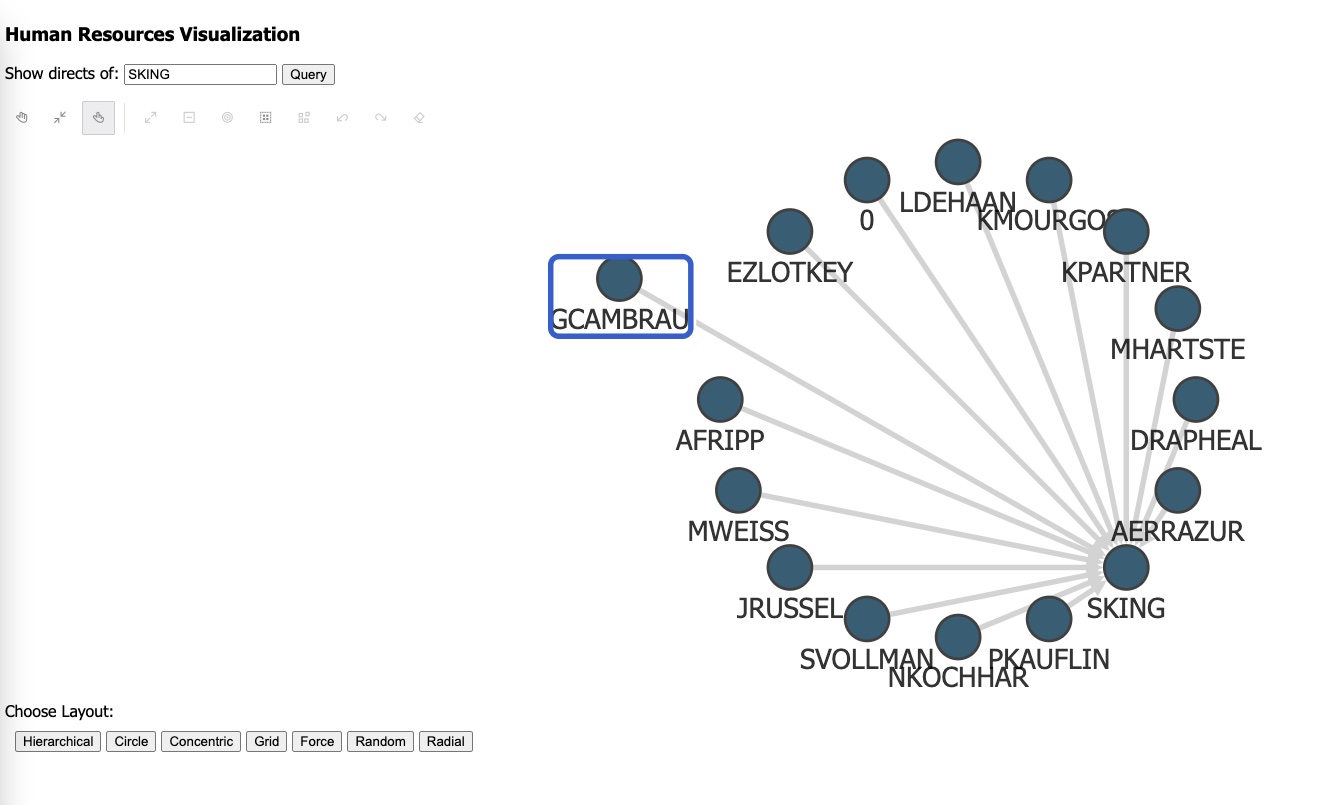 Human Resources Visualization
Show directs of: SKING Query
LDEHAAN
0
KMOURGOS
EZLOTKEY
KPARTNER
GCAMBRAU
MHARTSTE
AFRIPP
DRAPHEAL
MWEISS
AERRAZUR
JRUSSEL
SKING
SVOLLMAN
PKAUFLIN
NKOCHHAR
Choose Layout:
Hierarchical Circle Concentric Grid Force Random Radial